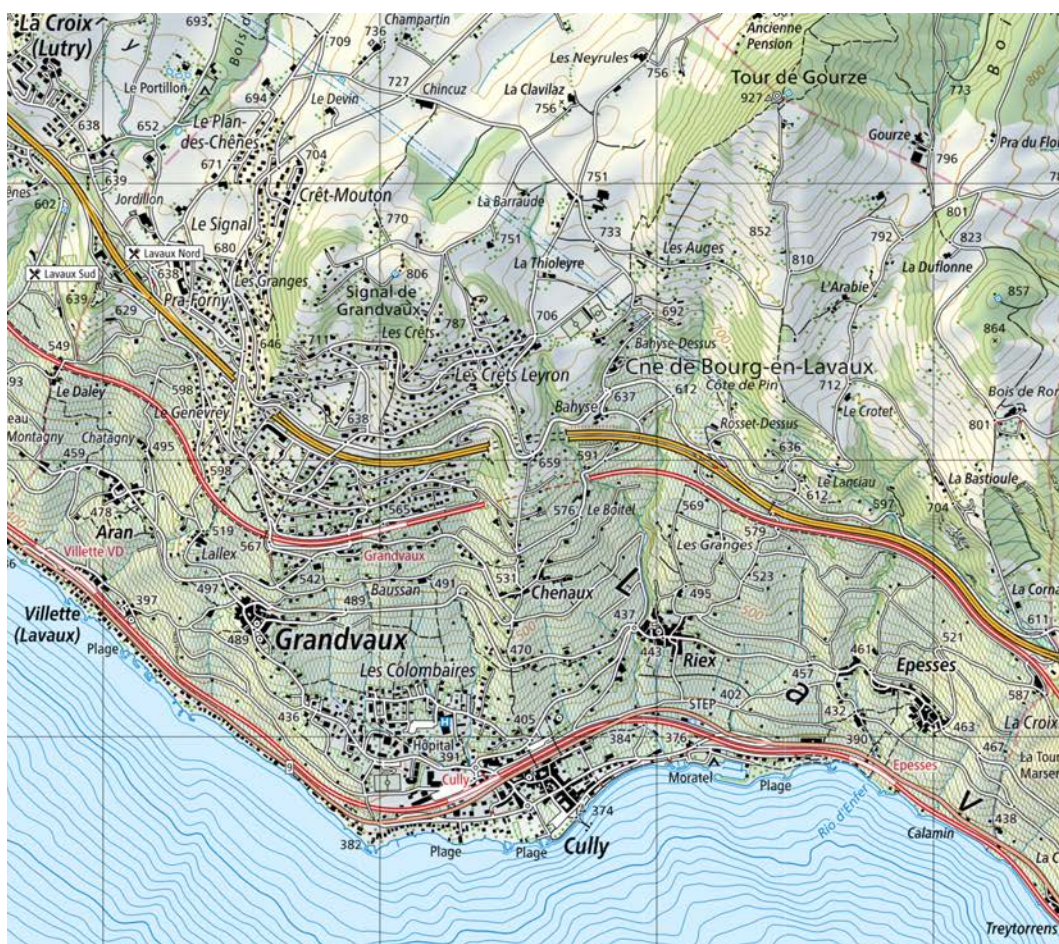 La Croix
(Lutry)
693
Champartin
736
709
Ancienne
Pension
Les Neyrules
756
Le Portillon
727
Chincuz
La Clavilaz
756
Tour de Gourze
927
773
800
694
Le Devin
638
652
Le Plan-
des-Chênes
671
704
Gourze
796
Pra du Flo
639
Crêt-Mouton
751
602
Jordillon
Le Signal
770
La Barraude
733
852
801
792
823
680
751
Les Auges
Lavaux Nord
Lavaux Sud
638
Les Granges
806
La Thioleyre
810
La Duflonne
639
Pra-Forny
Signal de
Grandvaux
L'Arabie
857
629
787
706
692
864
Les Crêts
646
711
Bahyse-Dessus
700
549
Les Crêts Leyron
Cne de Bourg-en-Lavaux
598
Le Daley
637
612
Côte de Pin
712
Bois de Ror
Le Genevrey
638
Bahyse
Le Crotet
Rosset-Dessus
801
Montagny
Chatagny
495
459
659
591
636
598
Le Lanciau
La Bastioule
478
565
576
Le Boitel
569
612
597
704
Aran
519
567
579
Villette VD
Lallex
Grandvaux
Les Granges
542
491
531
523
La Corna
497
Baussan
Chenaux
L
495
Villette
(Lavaux)
397
489
437
611
489
Grandvaux
500
521
Plage
470
443
Riex
461
Epesses
Les Colombaires
457
587
a
402
436
405
STEP
432
463
La Croix
H
Hôpital
391
384
376
390
467
La Tour
Marsen
9
Cully
Moratel
Plage
Epesses
V
374
Rio d'Enfer
438
382
Calamin
Plage
Plage
Cully
Treytorrens